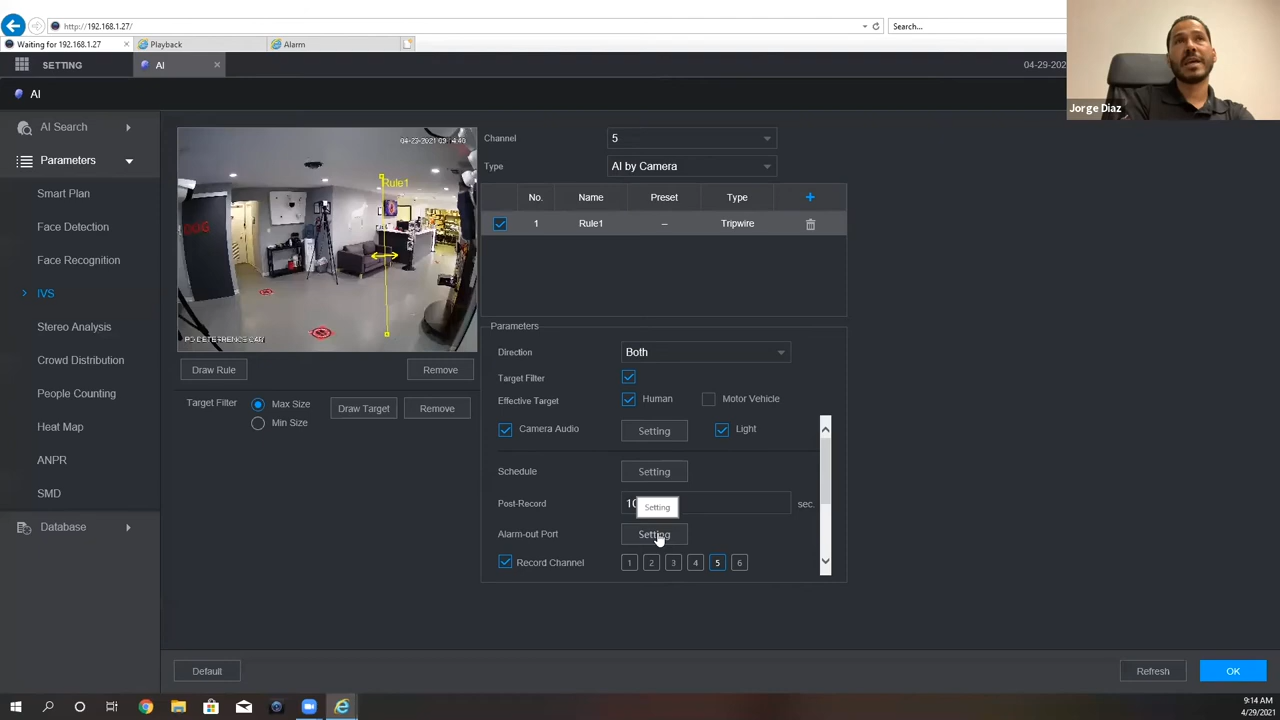 http://192.168.1.27/
Search...
Waiting for 192.168.1.27
Playback
Alarm
SETTING
AI
04-29-202
Jorge Diaz
AI
AI Search
Parameters
Smart Plan
Face Detection
Face Recognition
IVS
Stereo Analysis
Crowd Distribution
People Counting
Heat Map
ANPR
SMD
Database
Rule1
Draw Rule
Remove
Target Filter
Max Size
Min Size
Draw Target
Remove
Channel
5
Type
AI by Camera
No.
Name
Preset
Type
1
Rule1
Tripwire
Parameters
Direction
Both
Target Filter
Effective Target
Human
Motor Vehicle
Camera Audio
Setting
Light
Schedule
Setting
Post-Record
10
sec.
Setting
Alarm-out Port
Setting
Record Channel
1 2 3 4 5 6
Default
Refresh
OK
9:14 AM
4/29/2021